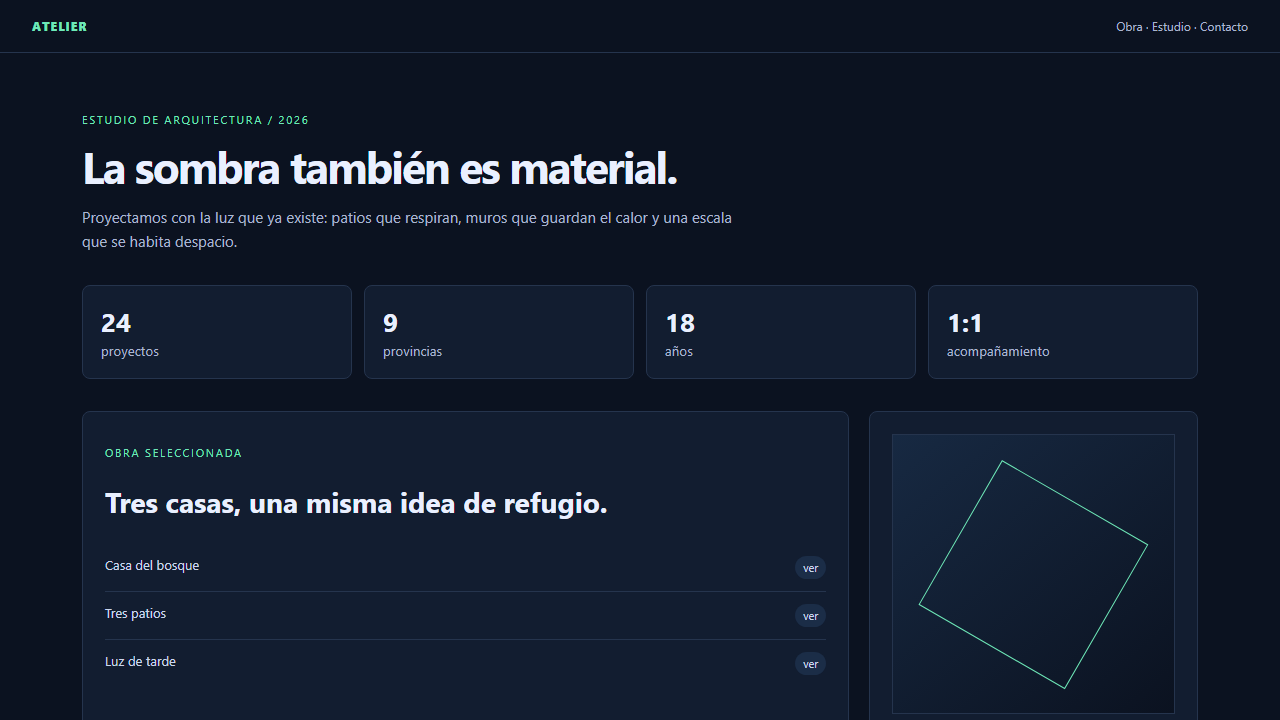 ATELIER
Obra · Estudio · Contacto
ESTUDIO DE ARQUITECTURA / 2026
La sombra también es material.
Proyectamos con la luz que ya existe: patios que respiran, muros que guardan el calor y una escala
que se habita despacio.
24
proyectos
9
provincias
18
años
1:1
acompañamiento
OBRA SELECCIONADA
Tres casas, una misma idea de refugio.
Casa del bosque
ver
Tres patios
ver
Luz de tarde
ver